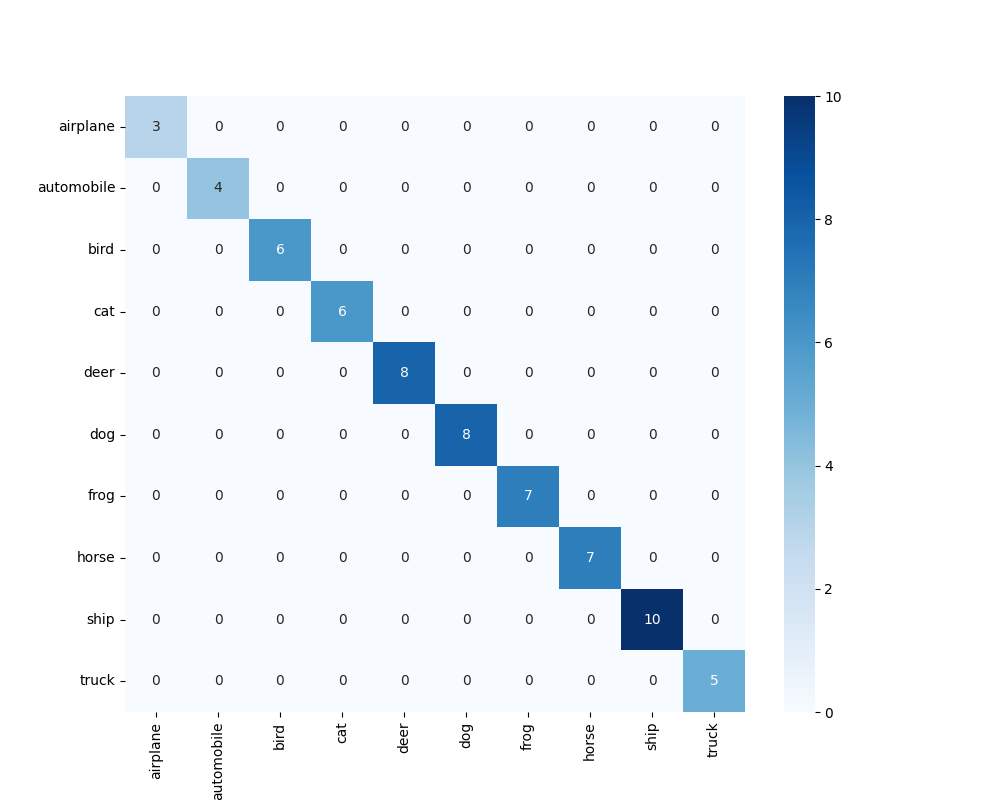 airplane 3 0 0 0 0 0 0 0 0 0
automobile 0 4 0 0 0 0 0 0 0 0
bird 0 0 6 0 0 0 0 0 0 0
cat 0 0 0 6 0 0 0 0 0 0
deer 0 0 0 0 8 0 0 0 0 0
dog 0 0 0 0 0 8 0 0 0 0
frog 0 0 0 0 0 0 7 0 0 0
horse 0 0 0 0 0 0 0 7 0 0
ship 0 0 0 0 0 0 0 0 10 0
truck 0 0 0 0 0 0 0 0 0 5
airplane automobile bird cat deer dog frog horse ship truck
10
8
6
4
2
0